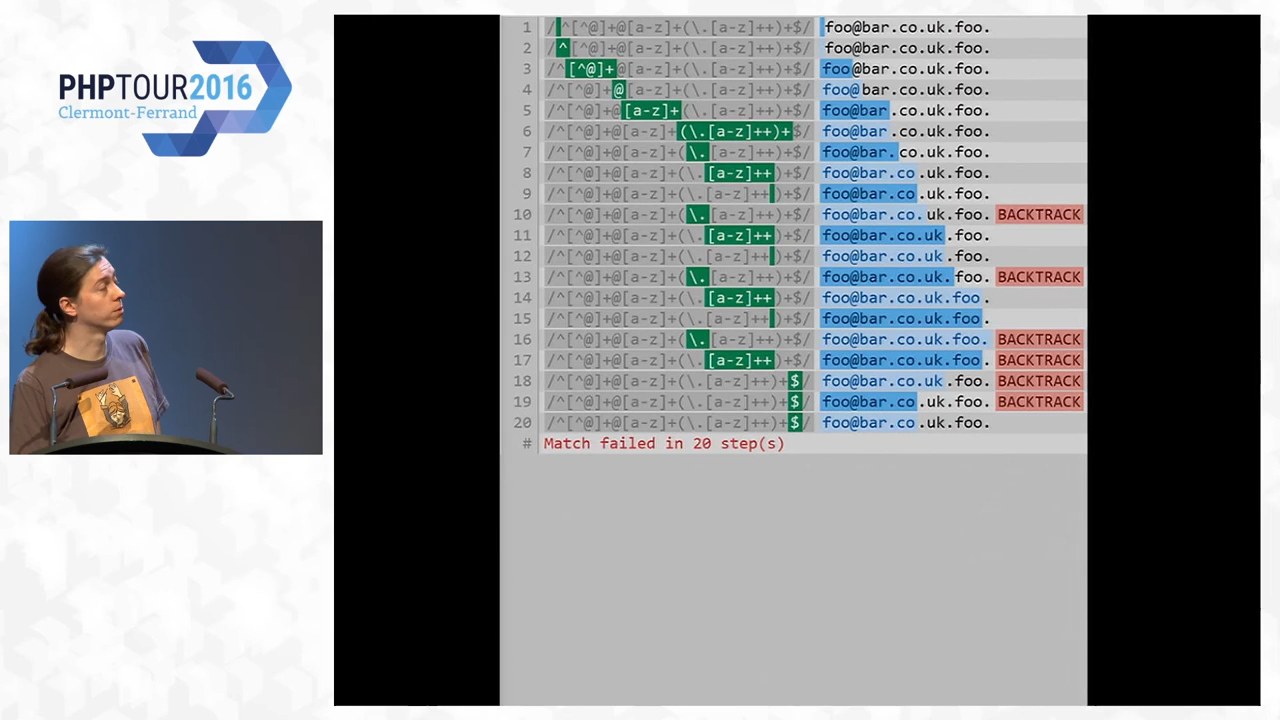 PHPTOUR2016
Clermont-Ferrand
1 /^[^@]+@[a-z]+(\.[a-z]++)+$/ foo@bar.co.uk.foo.
2 /^[^@]+@[a-z]+(\.[a-z]++)+$/ foo@bar.co.uk.foo.
3 /^[^@]+@[a-z]+(\.[a-z]++)+$/ foo@bar.co.uk.foo.
4 /^[^@]+@[a-z]+(\.[a-z]++)+$/ foo@bar.co.uk.foo.
5 /^[^@]+@[a-z]+(\.[a-z]++)+$/ foo@bar.co.uk.foo.
6 /^[^@]+@[a-z]+(\.[a-z]++)+$/ foo@bar.co.uk.foo.
7 /^[^@]+@[a-z]+(\.[a-z]++)+$/ foo@bar.co.uk.foo.
8 /^[^@]+@[a-z]+(\.[a-z]++)+$/ foo@bar.co.uk.foo.
9 /^[^@]+@[a-z]+(\.[a-z]++)+$/ foo@bar.co.uk.foo.
10 /^[^@]+@[a-z]+(\.[a-z]++)+$/ foo@bar.co.uk.foo. BACKTRACK
11 /^[^@]+@[a-z]+(\.[a-z]++)+$/ foo@bar.co.uk.foo.
12 /^[^@]+@[a-z]+(\.[a-z]++)+$/ foo@bar.co.uk.foo.
13 /^[^@]+@[a-z]+(\.[a-z]++)+$/ foo@bar.co.uk.foo. BACKTRACK
14 /^[^@]+@[a-z]+(\.[a-z]++)+$/ foo@bar.co.uk.foo.
15 /^[^@]+@[a-z]+(\.[a-z]++)+$/ foo@bar.co.uk.foo.
16 /^[^@]+@[a-z]+(\.[a-z]++)+$/ foo@bar.co.uk.foo. BACKTRACK
17 /^[^@]+@[a-z]+(\.[a-z]++)+$/ foo@bar.co.uk.foo. BACKTRACK
18 /^[^@]+@[a-z]+(\.[a-z]++)+$/ foo@bar.co.uk.foo. BACKTRACK
19 /^[^@]+@[a-z]+(\.[a-z]++)+$/ foo@bar.co.uk.foo. BACKTRACK
20 /^[^@]+@[a-z]+(\.[a-z]++)+$/ foo@bar.co.uk.foo.
# Match failed in 20 step(s)